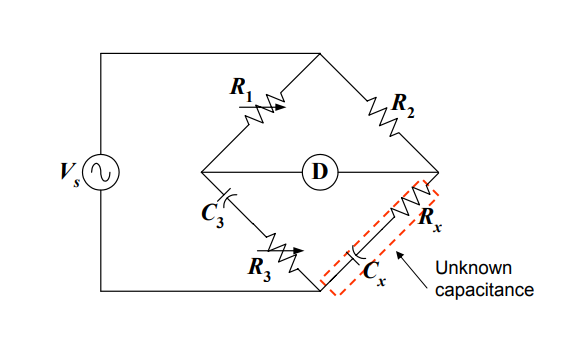 R1
R2
Vs
D
C3
Rx
R3
Cx
Unknown
capacitance